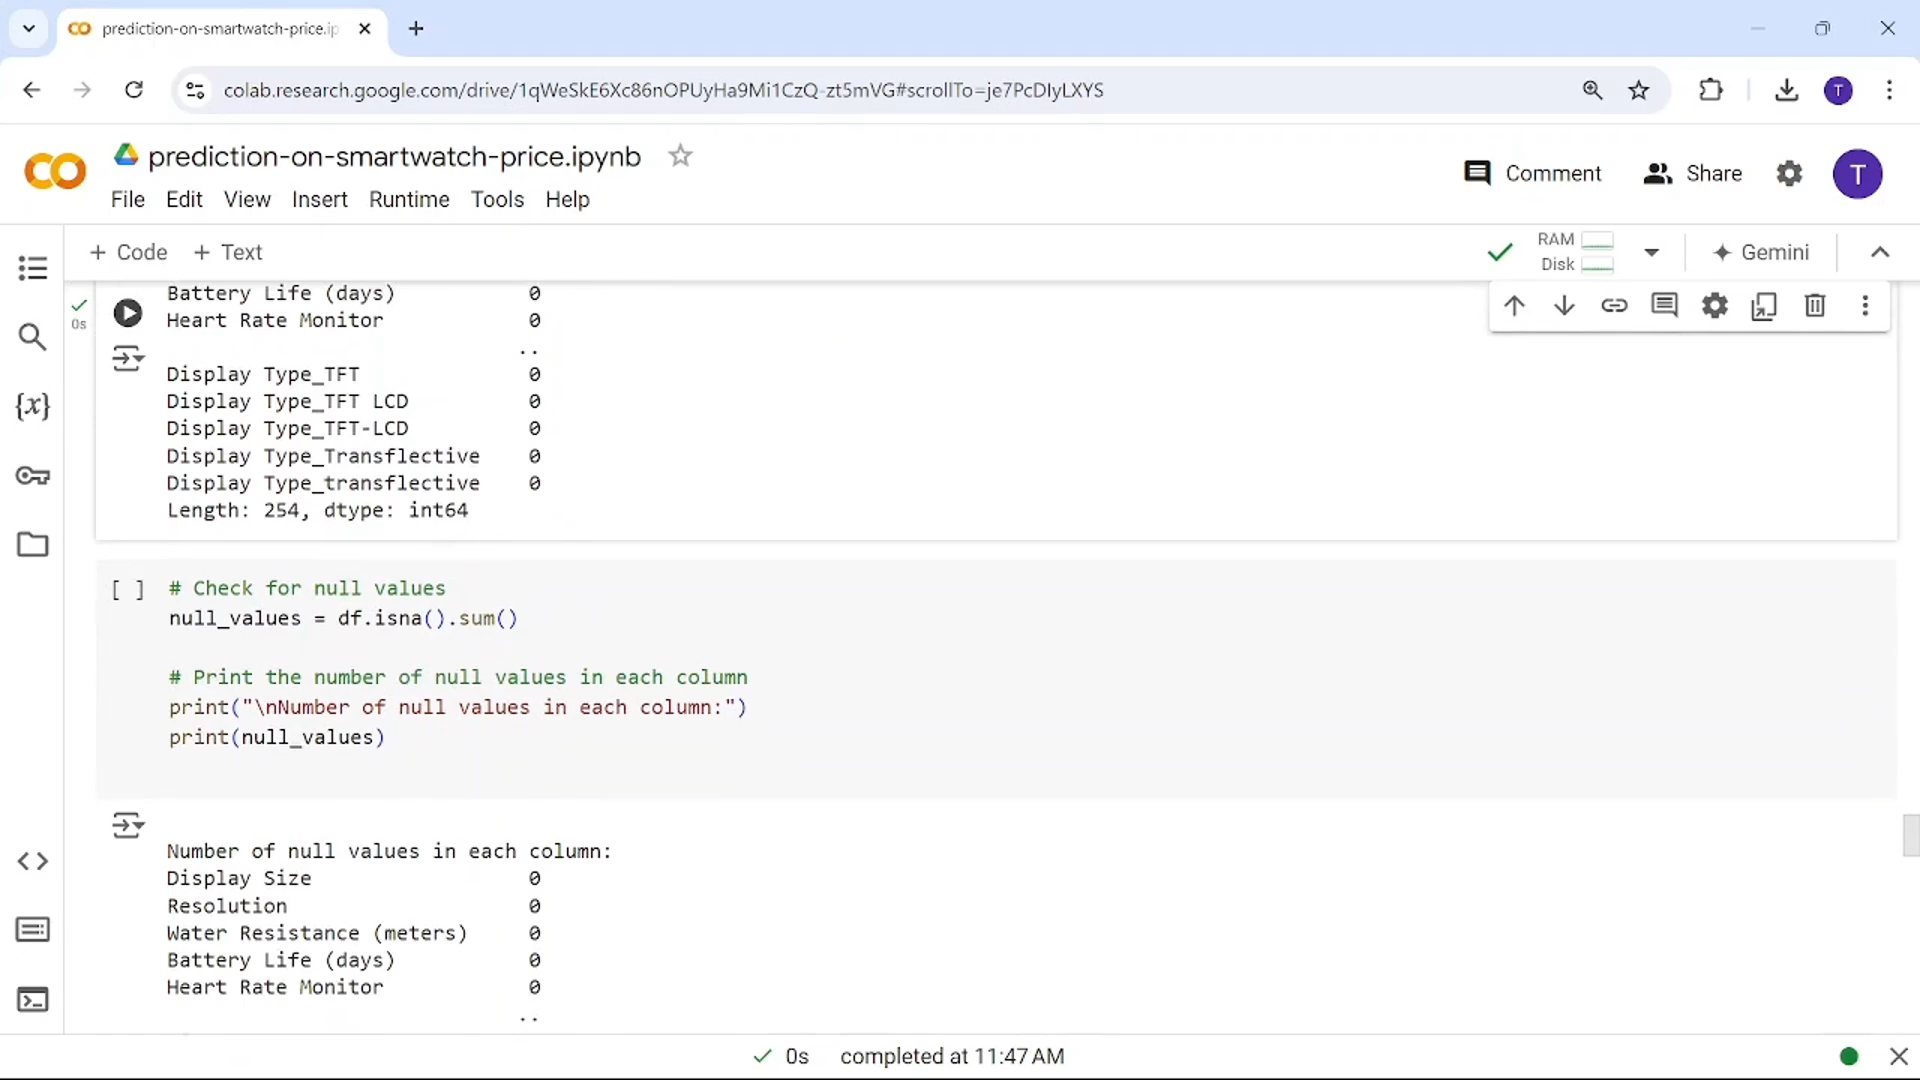 prediction-on-smartwatch-price.ip
colab.research.google.com/drive/1qWeSkE6Xc86nOPUyHa9Mi1CzQ-zt5mVG#scrollTo=je7PcDIyLXYS
T
prediction-on-smartwatch-price.ipynb
Comment
Share
T
File Edit View Insert Runtime Tools Help
+ Code + Text
RAM
Disk
Gemini
0s
Battery Life (days) 0
Heart Rate Monitor 0
..
Display Type_TFT 0
Display Type_TFT LCD 0
Display Type_TFT-LCD 0
Display Type_Transflective 0
Display Type_transflective 0
Length: 254, dtype: int64
[ ] # Check for null values
null_values = df.isna().sum()
# Print the number of null values in each column
print("\nNumber of null values in each column:")
print(null_values)
Number of null values in each column:
Display Size 0
Resolution 0
Water Resistance (meters) 0
Battery Life (days) 0
Heart Rate Monitor 0
..
0s completed at 11:47 AM